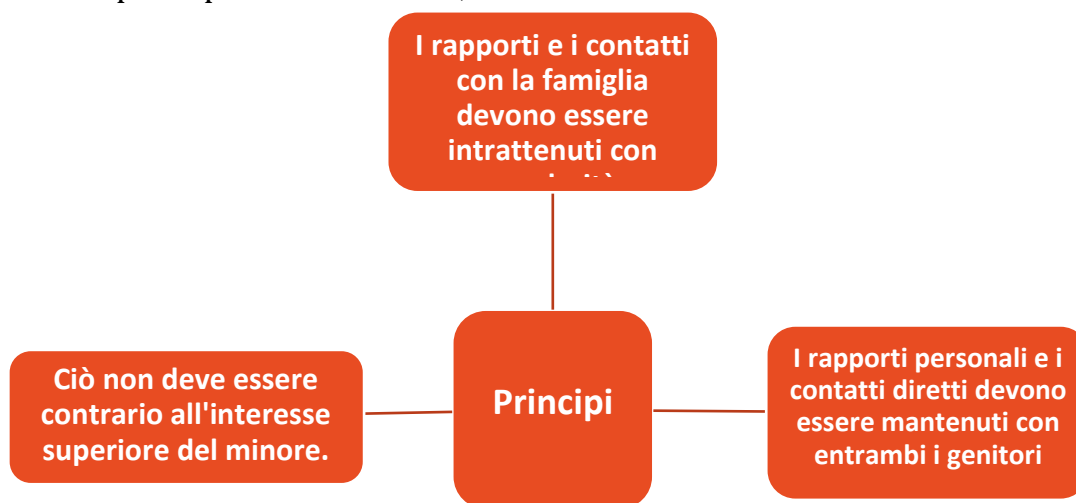 I rapporti e i contatti
con la famiglia
devono essere
intrattenuti con
Ciò non deve essere
contrario all'interesse
superiore del minore.
Principi
I rapporti personali e i
contatti diretti devono
essere mantenuti con
entrambi i genitori